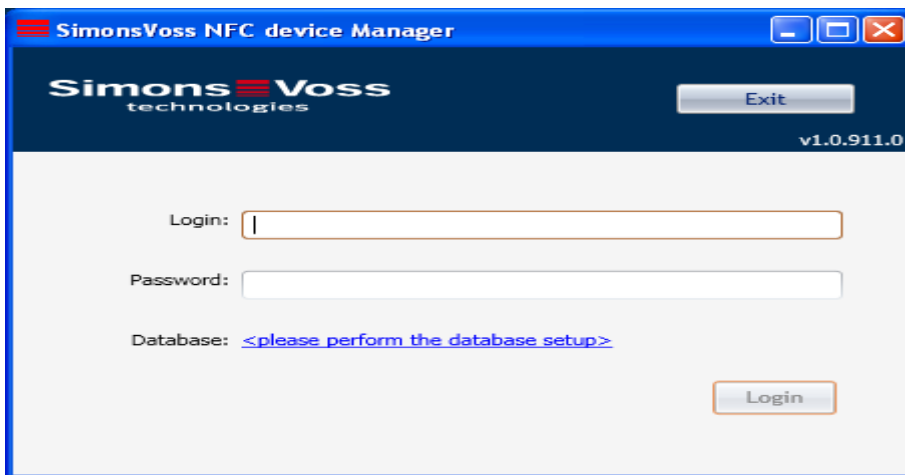 SimonsVoss NFC device Manager
Simons Voss
technologies
Exit
v1.0.911.0
Login:
Password:
Database: <please perform the database setup>
Login